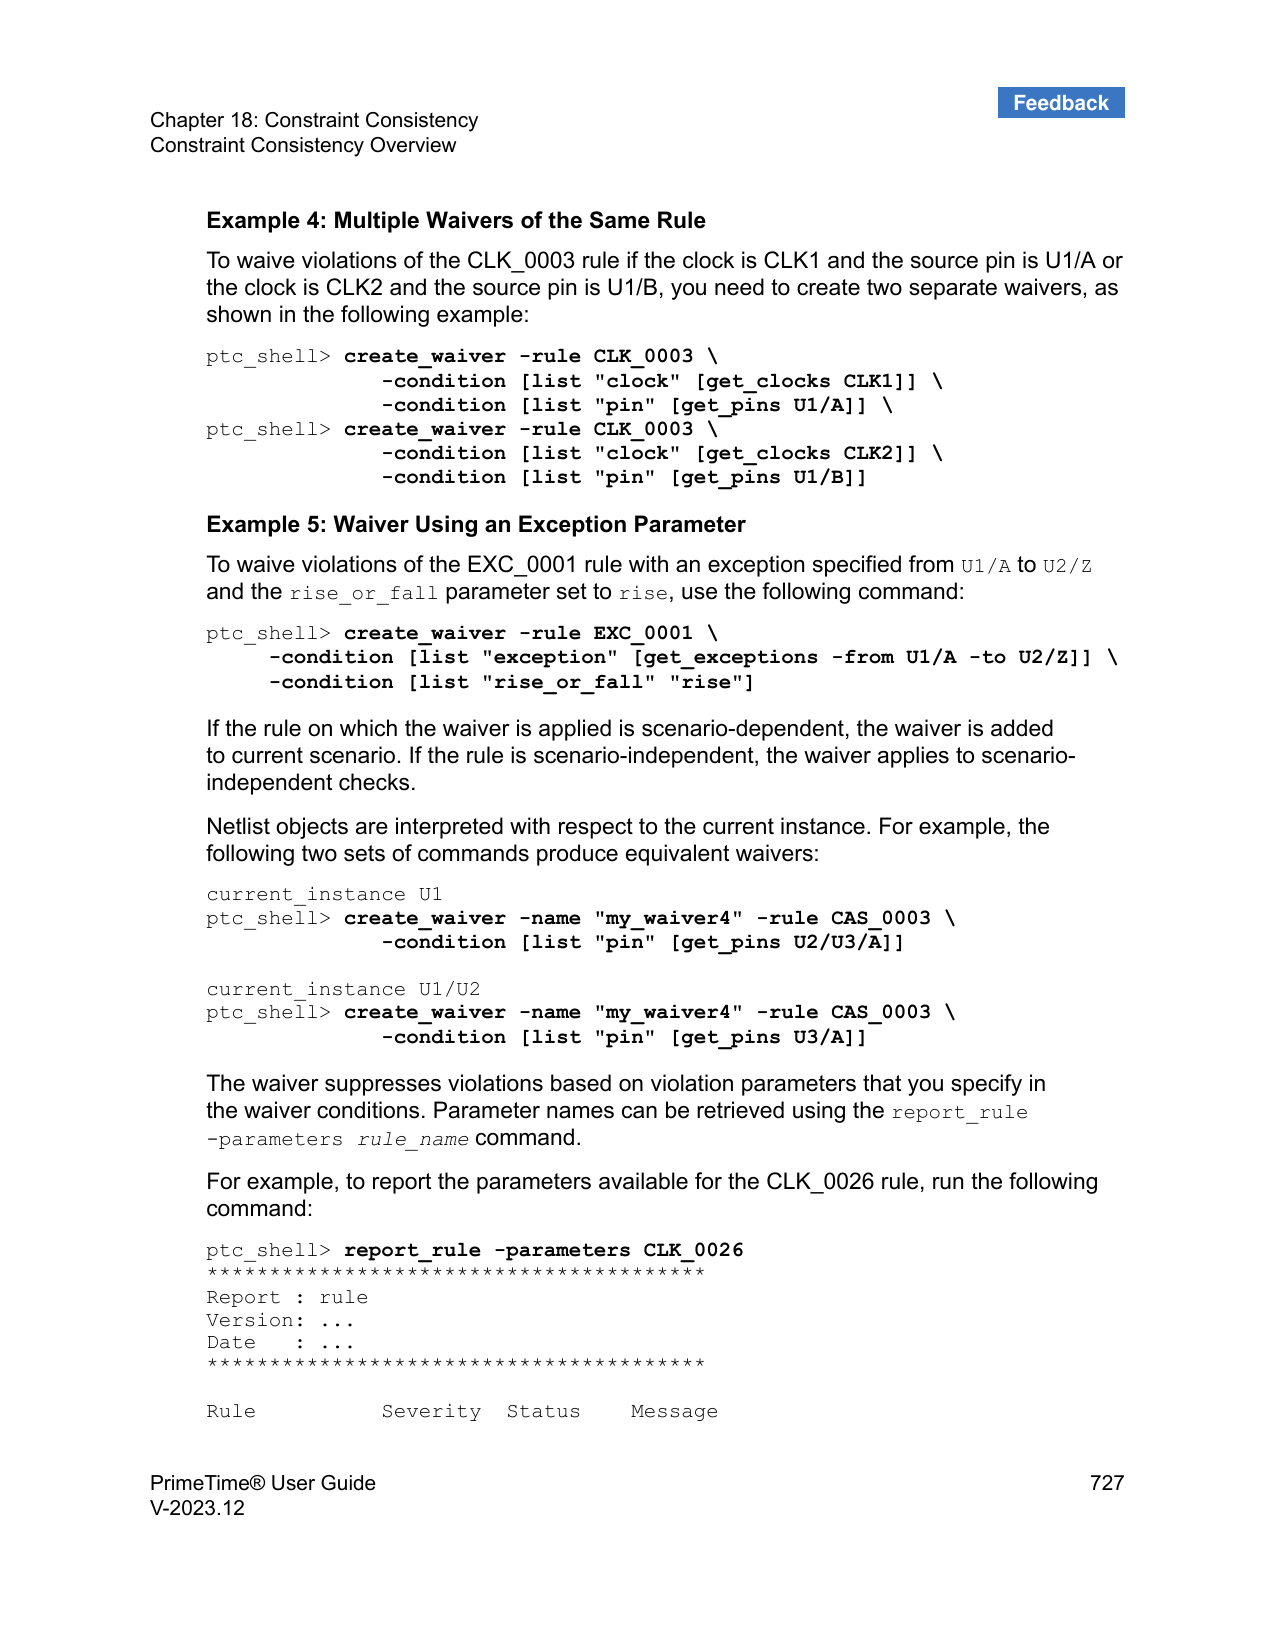 Feedback
Chapter 18: Constraint Consistency
Constraint Consistency Overview
Example 4: Multiple Waivers of the Same Rule
To waive violations of the CLK_0003 rule if the clock is CLK1 and the source pin is U1/A or
the clock is CLK2 and the source pin is U1/B, you need to create two separate waivers, as
shown in the following example:
ptc_shell> create_waiver -rule CLK_0003 \
-condition [list "clock" [get_clocks CLK1]] \
-condition [list "pin" [get_pins U1/A]] \
ptc_shell> create_waiver -rule CLK_0003 \
-condition [list "clock" [get_clocks CLK2]] \
-condition [list "pin" [get_pins U1/B]]
Example 5: Waiver Using an Exception Parameter
To waive violations of the EXC_0001 rule with an exception specified from U1/A to U2/Z
and the rise_or_fall parameter set to rise, use the following command:
ptc_shell> create_waiver -rule EXC_0001 \
-condition [list "exception" [get_exceptions -from U1/A -to U2/Z]] \
-condition [list "rise_or_fall" "rise"]
If the rule on which the waiver is applied is scenario-dependent, the waiver is added
to current scenario. If the rule is scenario-independent, the waiver applies to scenario-
independent checks.
Netlist objects are interpreted with respect to the current instance. For example, the
following two sets of commands produce equivalent waivers:
current_instance U1
ptc_shell> create_waiver -name "my_waiver4" -rule CAS_0003 \
-condition [list "pin" [get_pins U2/U3/A]]
current_instance U1/U2
ptc_shell> create_waiver -name "my_waiver4" -rule CAS_0003 \
-condition [list "pin" [get_pins U3/A]]
The waiver suppresses violations based on violation parameters that you specify in
the waiver conditions. Parameter names can be retrieved using the report_rule
-parameters rule_name command.
For example, to report the parameters available for the CLK_0026 rule, run the following
command:
ptc_shell> report_rule -parameters CLK_0026
****************************************
Report : rule
Version: ...
Date   : ...
****************************************
Rule          Severity  Status    Message
PrimeTime® User Guide 727
V-2023.12